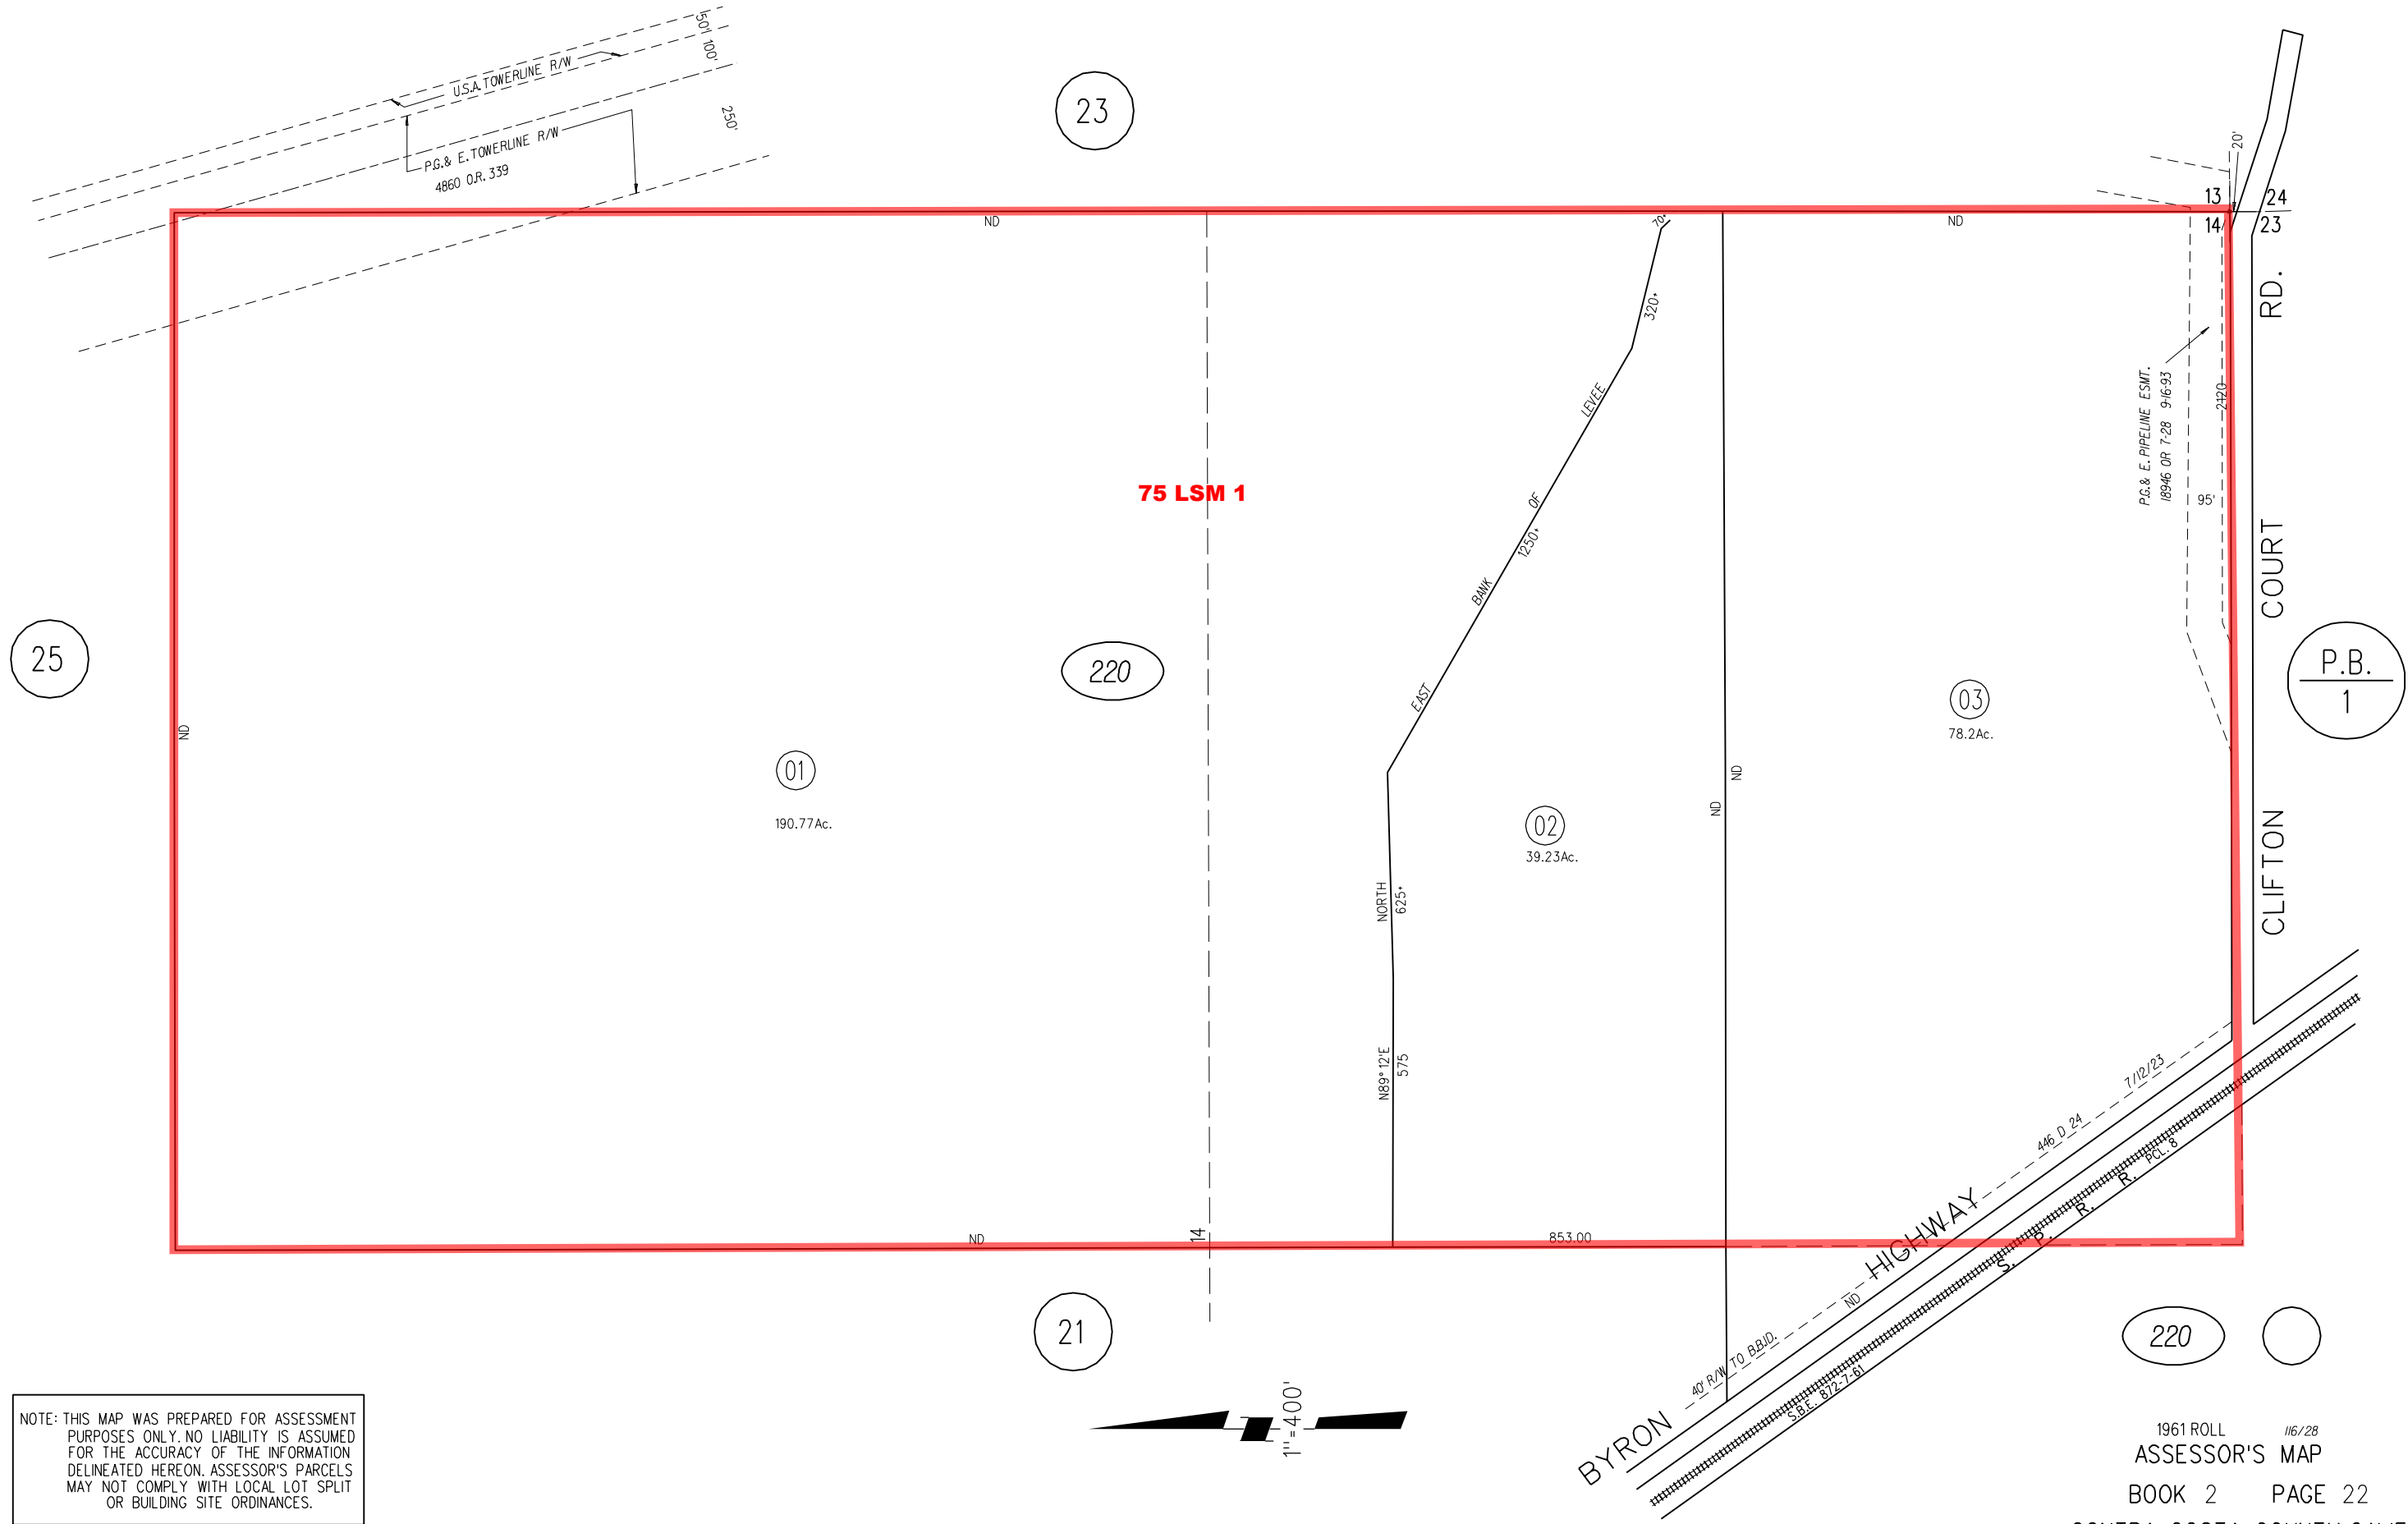 50' 100'
U.S.A. TOWERLINE R/W
250'
P.G.& E. TOWERLINE R/W
4860 O.R. 339
23
20'
13
24
14
23
ND
ND
70±
320±
RD.
LEVEE
2120
P.G.& E. PIPELINE ESMT.
18946 OR 7-28 9-16-93
75 LSM 1
95'
OF
1250±
COURT
BANK
25
220
EAST
P.B.
1
03
78.2Ac.
ND
01
190.77Ac.
ND
ND
02
39.23Ac.
CLIFTON
NORTH
625±
N89°12'E
575
7/12/23
446 D 24
PCL. 8
S. P. R. R.
14
ND
853.00
BYRON HIGHWAY
ND
21
40' R/W TO B.B.I.D.
S.B.E. 872-7-61
220
1"=400'
NOTE: THIS MAP WAS PREPARED FOR ASSESSMENT
PURPOSES ONLY. NO LIABILITY IS ASSUMED
FOR THE ACCURACY OF THE INFORMATION
DELINEATED HEREON. ASSESSOR'S PARCELS
MAY NOT COMPLY WITH LOCAL LOT SPLIT
OR BUILDING SITE ORDINANCES.
1961 ROLL 116/28
ASSESSOR'S MAP
BOOK 2 PAGE 22